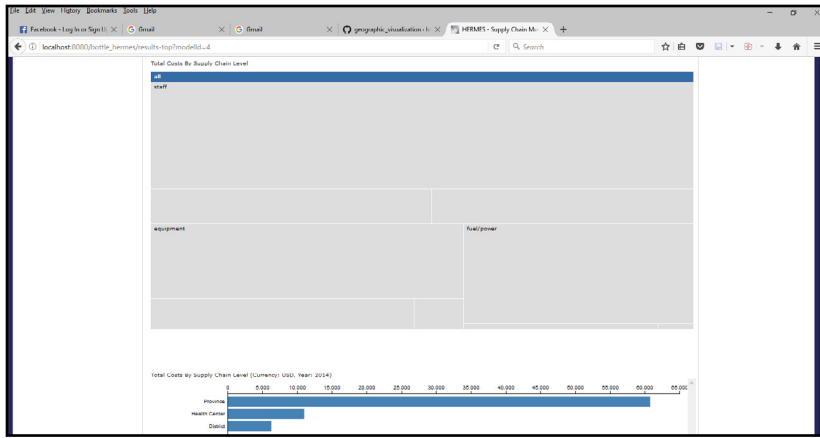 File Edit View History Bookmarks Tools Help
Facebook - Log In or Sign U
Gmail
Gmail
geographic_visualization · h
HERMES - Supply Chain Mo
localhost:8080/bottle_hermes/results-top?modelId=4
Search
Total Costs By Supply Chain Level
all
staff
equipment
fuel/power
Total Costs By Supply Chain Level (Currency: USD, Year: 2014)
0 5,000 10,000 15,000 20,000 25,000 30,000 35,000 40,000 45,000 50,000 55,000 60,000 65,000
Province
Health Center
District